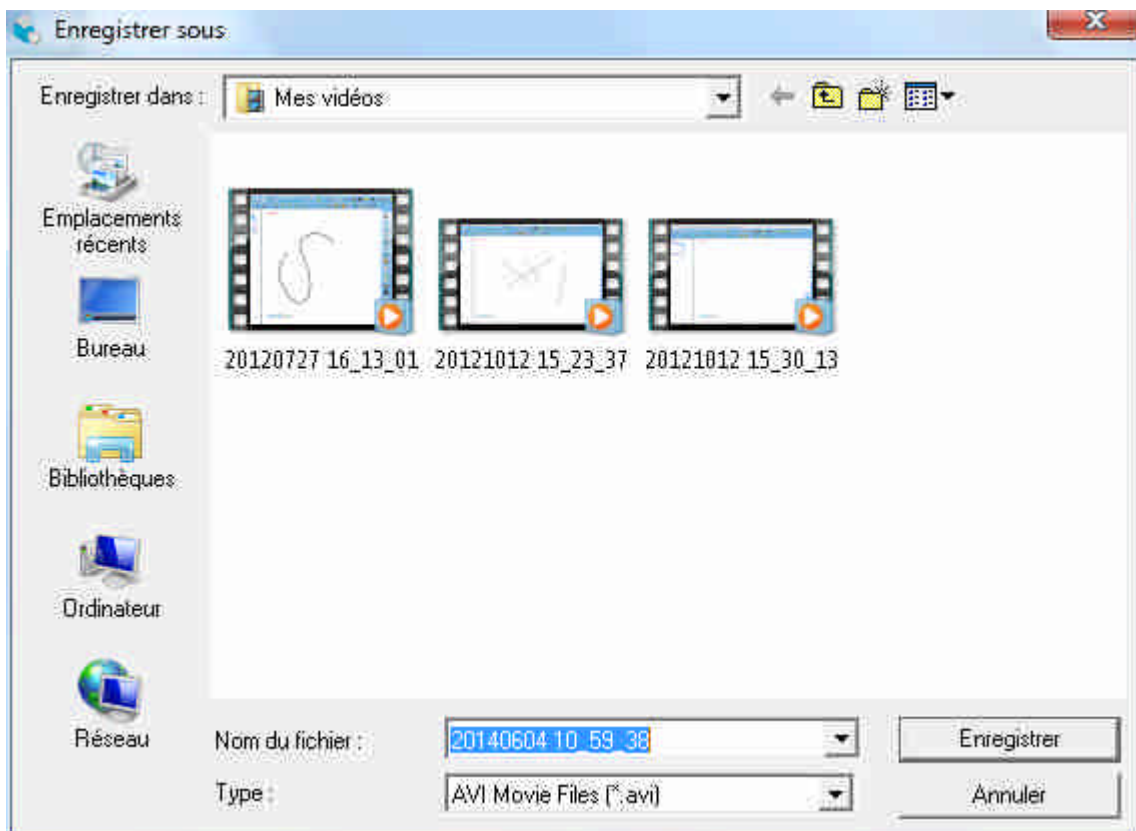 Enregistrer sous
Enregistrer dans :
Mes vidéos
Emplacements
récents
Bureau
Bibliothèques
Ordinateur
Réseau
20120727 16_13_01
20121012 15_23_37
20121012 15_30_13
Nom du fichier :
20140604 10_59_38
Enregistrer
Type :
AVI Movie Files (*.avi)
Annuler